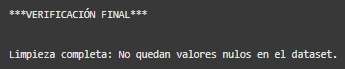 ***VERIFICACIÓN FINAL***
Limpieza completa: No quedan valores nulos en el dataset.